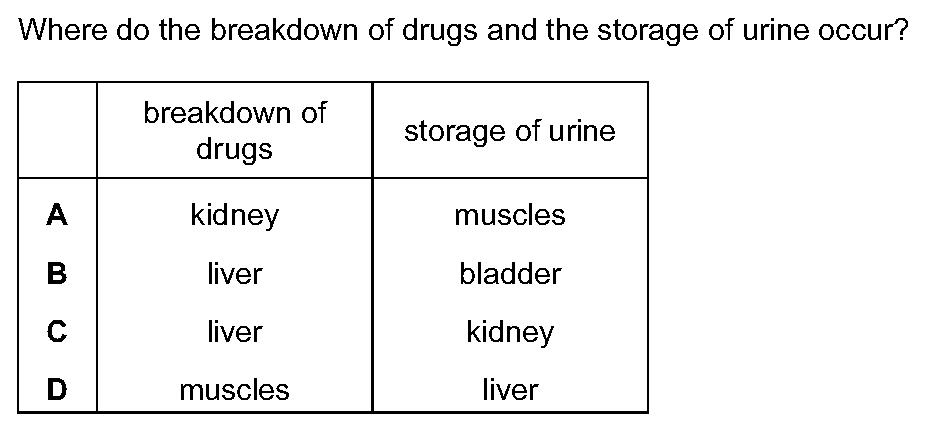 Where do the breakdown of drugs and the storage of urine occur?
breakdown of
drugs
storage of urine
A kidney muscles
B liver bladder
C liver kidney
D muscles liver